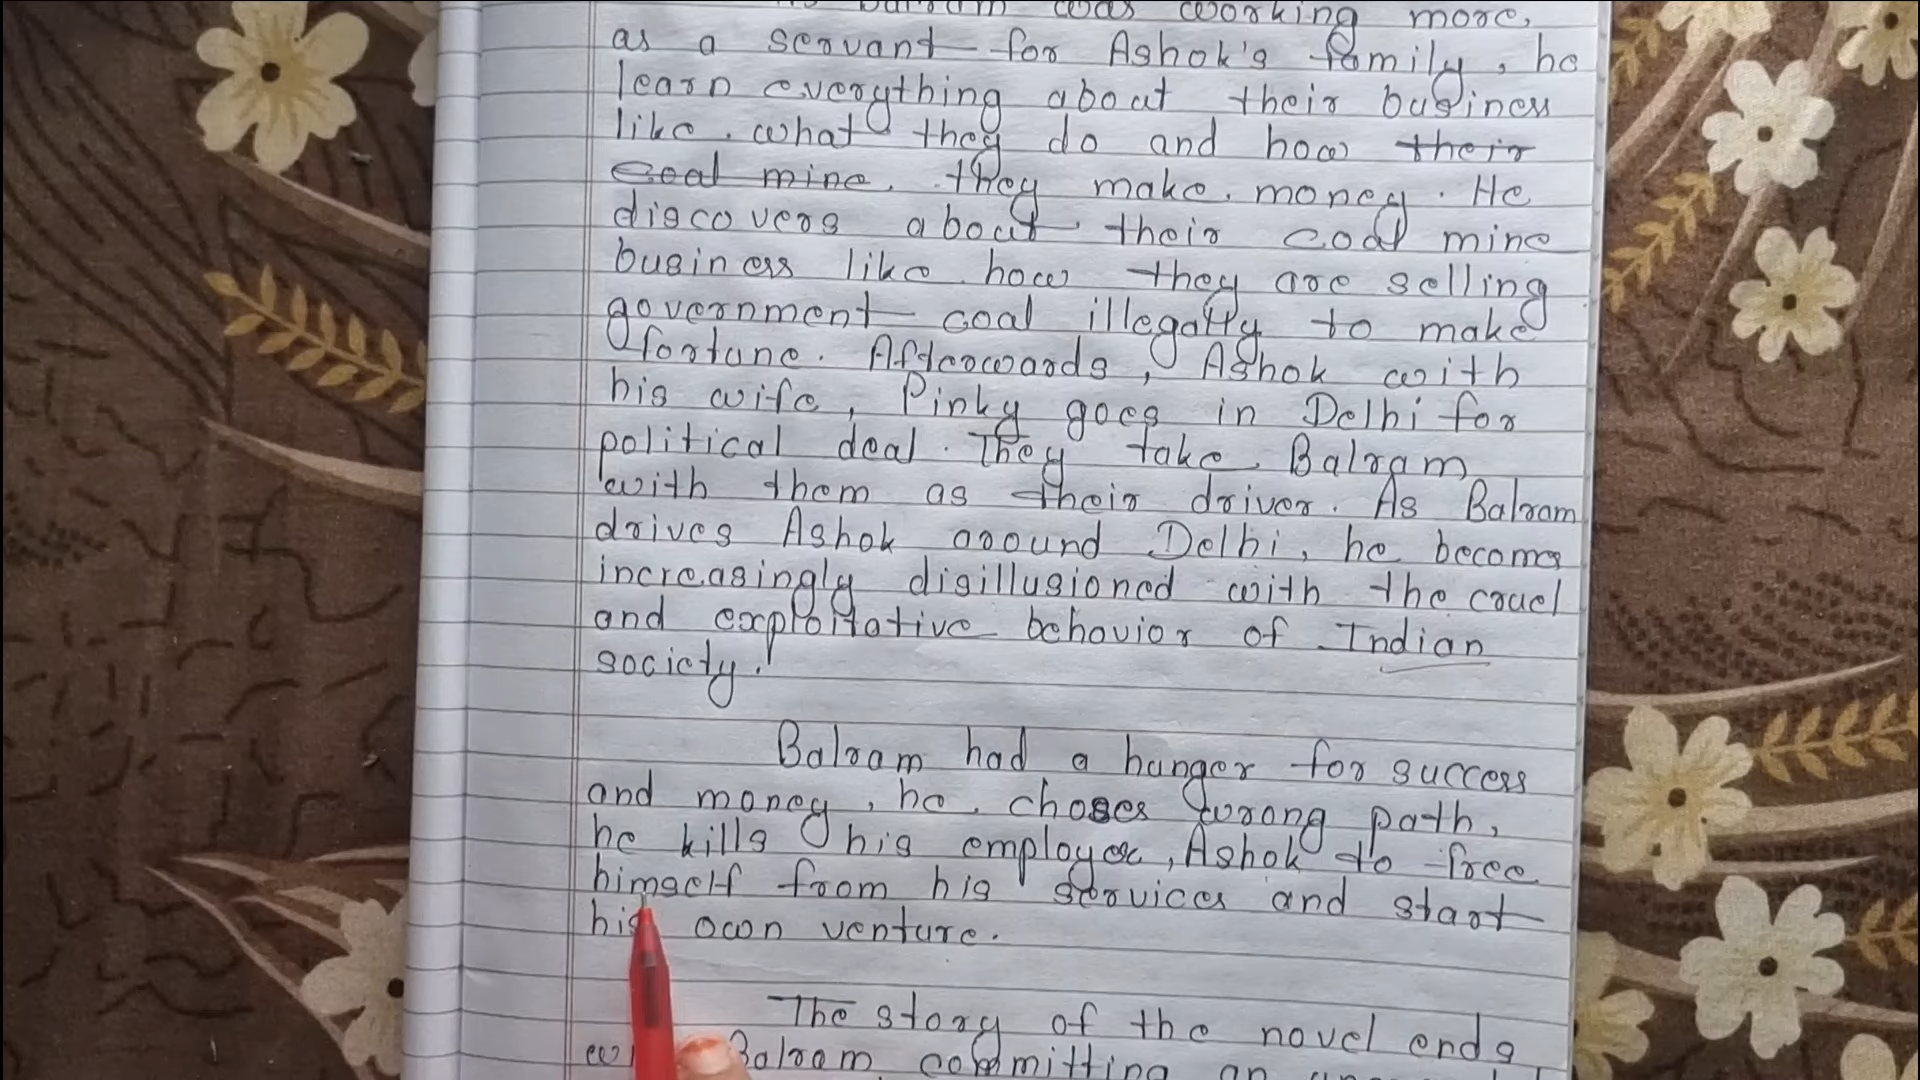 Balram was working more,
as a servant for Ashok's family, he
learn everything about their business
like what they do and how their
coal mine. they make money. He
discovers about their coal mine
business like how they are selling
government coal illegally to make
fortune. Afterwards, Ashok with
his wife, Pinky goes in Delhi for
political deal. They take Balram
with them as their driver. As Balram
drives Ashok around Delhi, he becomes
increasingly disillusioned with the cruel
and exploitative behavior of Indian
society.
Balram had a hunger for success
and money, he choses wrong path,
he kills his employer, Ashok to free
himself from his services and start
his own venture.
The story of the novel ends
Balram committing an